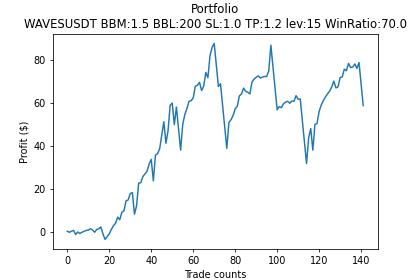 Portfolio
WAVESUSDT BBM:1.5 BBL:200 SL:1.0 TP:1.2 lev:15 WinRatio:70.0
Profit ($)
80
60
40
20
0
0 20 40 60 80 100 120 140
Trade counts